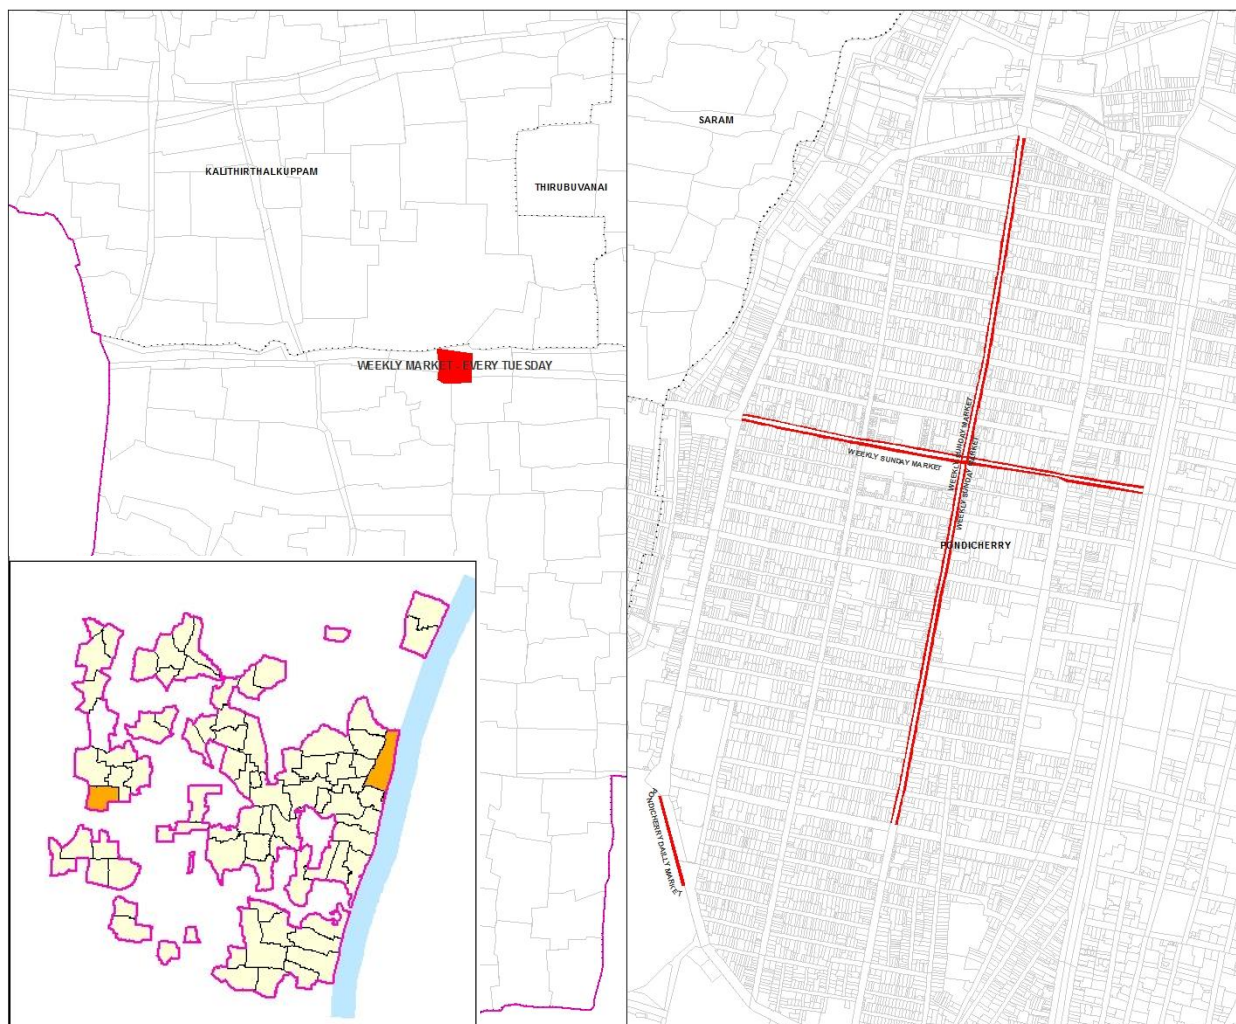 KALITHIRTHALKUPPAM
THIRUBUVANAI
WEEKLY MARKET - EVERY TUESDAY
SARAM
WEEKLY SUNDAY MARKET
WEEKLY SUNDAY MARKET
WEEKLY SUNDAY MARKET
PONDICHERRY
PONDICHERRY DAILLY MARKET